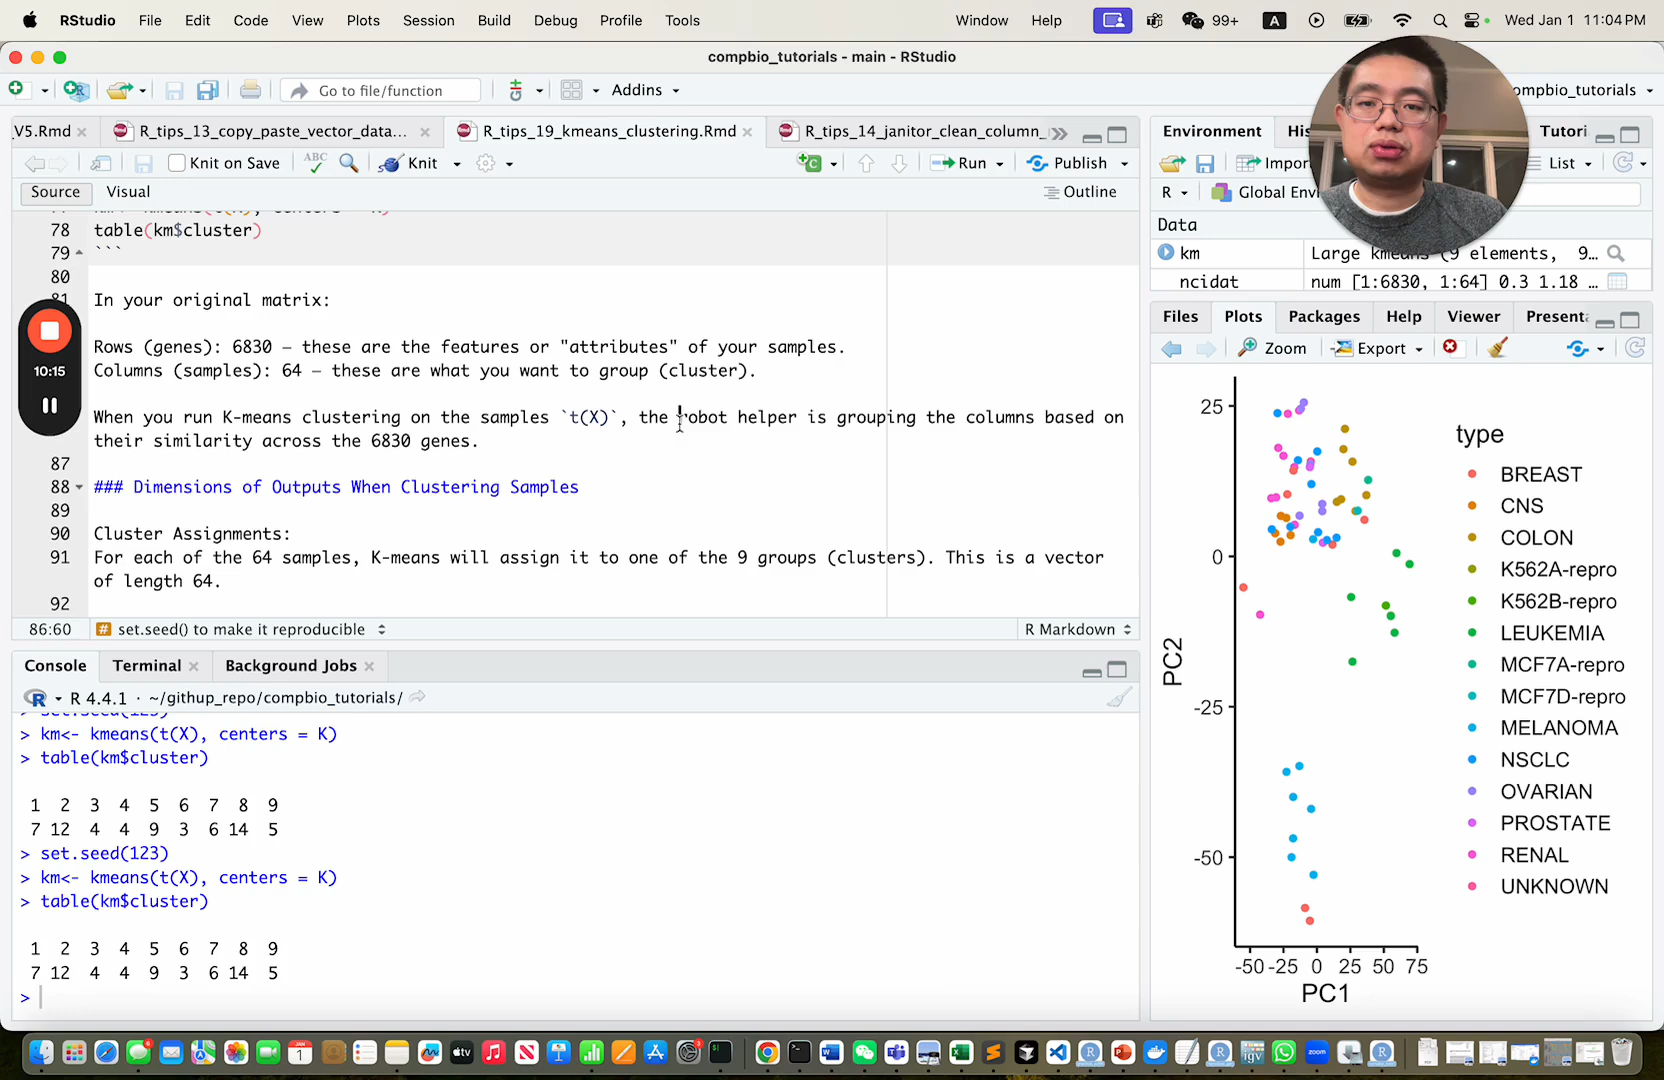 RStudio File Edit Code View Plots Session Build Debug Profile Tools Window Help 99+ A Wed Jan 1 11:04 PM
compbio_tutorials - main - RStudio
Go to file/function Addins ompbio_tutorials
_V5.Rmd R_tips_13_copy_paste_vector_data... R_tips_19_kmeans_clustering.Rmd R_tips_14_janitor_clean_column_
Knit on Save ABC Knit Run Publish
Source Visual Outline
78 table(km$cluster)
79 ```
80
81 In your original matrix:
Rows (genes): 6830 – these are the features or "attributes" of your samples.
Columns (samples): 64 – these are what you want to group (cluster).
When you run K-means clustering on the samples `t(X)`, the robot helper is grouping the columns based on
their similarity across the 6830 genes.
87
88 ### Dimensions of Outputs When Clustering Samples
89
90 Cluster Assignments:
91 For each of the 64 samples, K-means will assign it to one of the 9 groups (clusters). This is a vector
of length 64.
92
10:15
86:60 # set.seed() to make it reproducible R Markdown
Console Terminal Background Jobs
R 4.4.1 · ~/githup_repo/compbio_tutorials/
> set.seed(123)
> km<- kmeans(t(X), centers = K)
> table(km$cluster)
1 2 3 4 5 6 7 8 9
7 12 4 4 9 3 6 14 5
> set.seed(123)
> km<- kmeans(t(X), centers = K)
> table(km$cluster)
1 2 3 4 5 6 7 8 9
7 12 4 4 9 3 6 14 5
>
Environment His Tutori
Impor List
R Global Envi
Data
km Large kmeans (9 elements, 9...
ncidat num [1:6830, 1:64] 0.3 1.18 ...
Files Plots Packages Help Viewer Present
Zoom Export
25
0
-25
-50
PC2
-50 -25 0 25 50 75
PC1
type
BREAST
CNS
COLON
K562A-repro
K562B-repro
LEUKEMIA
MCF7A-repro
MCF7D-repro
MELANOMA
NSCLC
OVARIAN
PROSTATE
RENAL
UNKNOWN